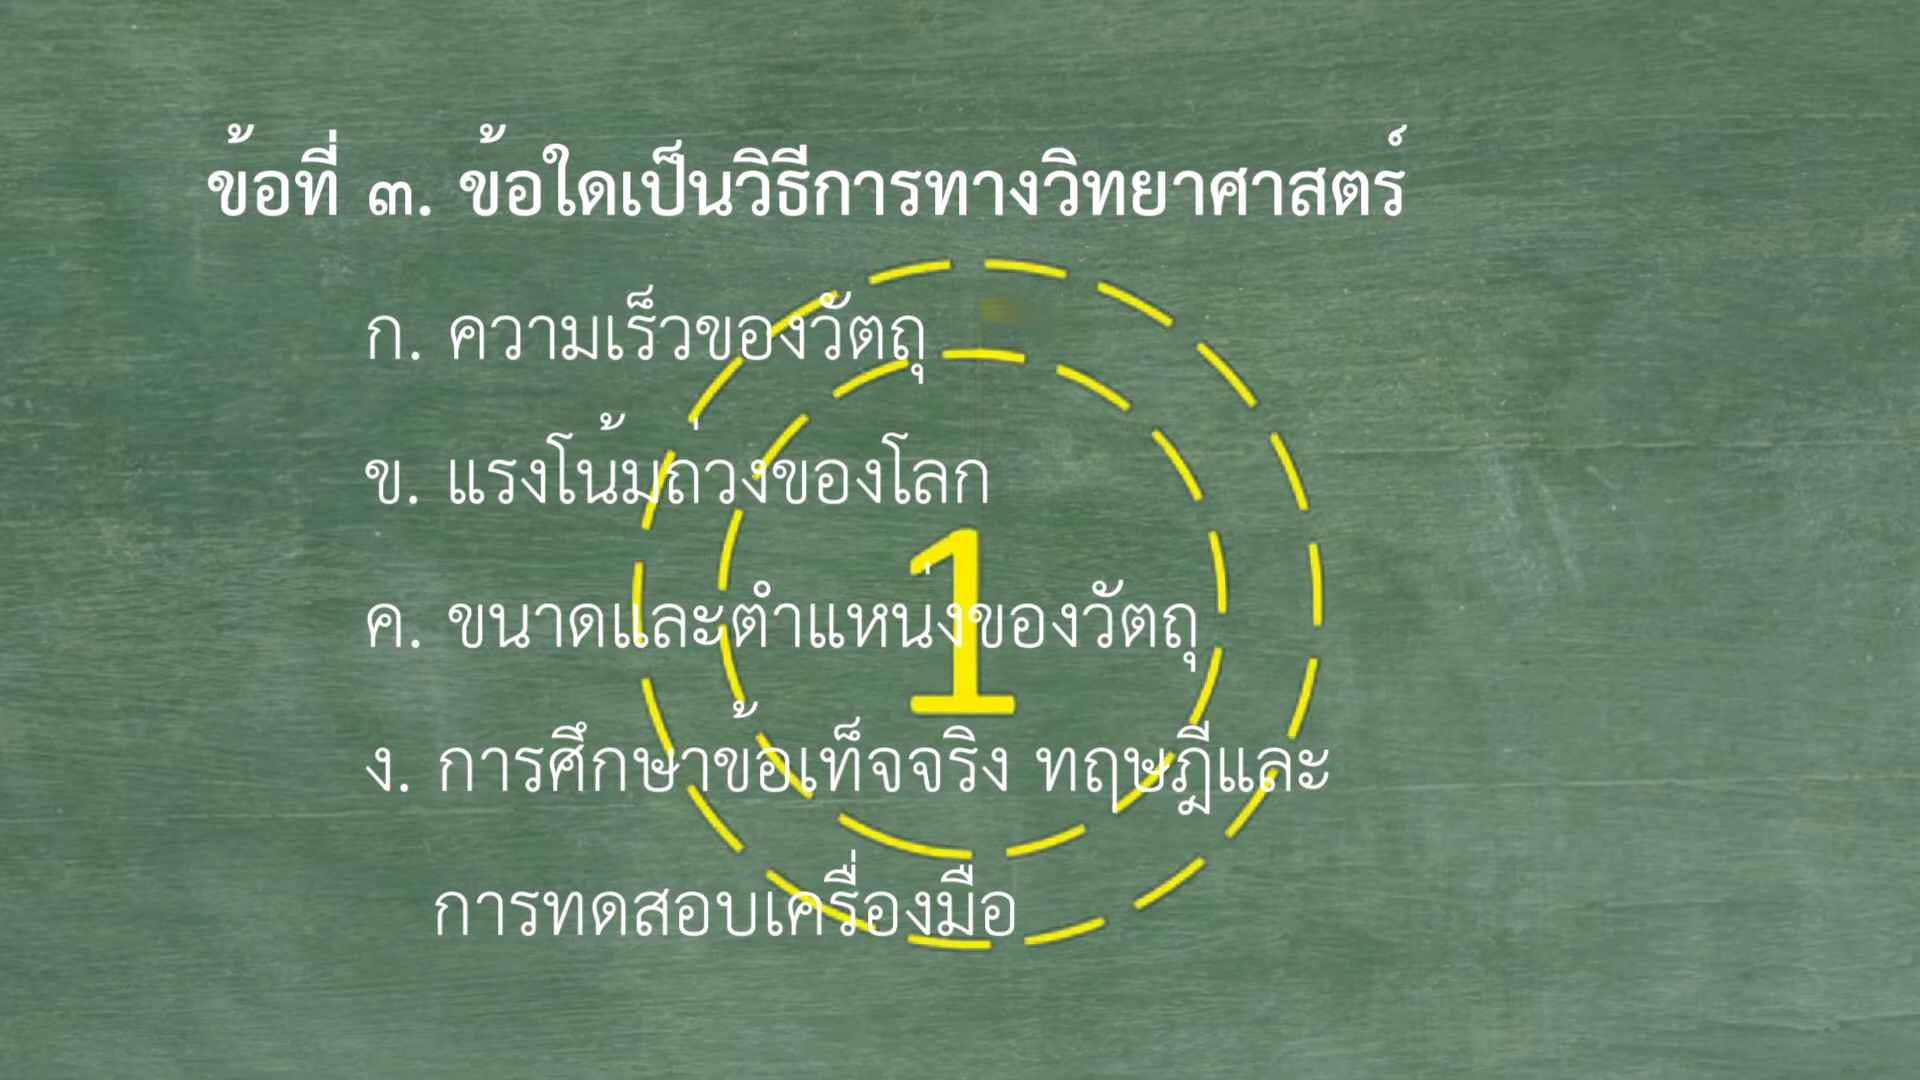 ข้อที่ ๓. ข้อใดเป็นวิธีการทางวิทยาศาสตร์
ก. ความเร็วของวัตถุ
ข. แรงโน้มถ่วงของโลก
1
ค. ขนาดและตำแหน่งของวัตถุ
ง. การศึกษาข้อเท็จจริง ทฤษฎีและ
การทดสอบเครื่องมือ